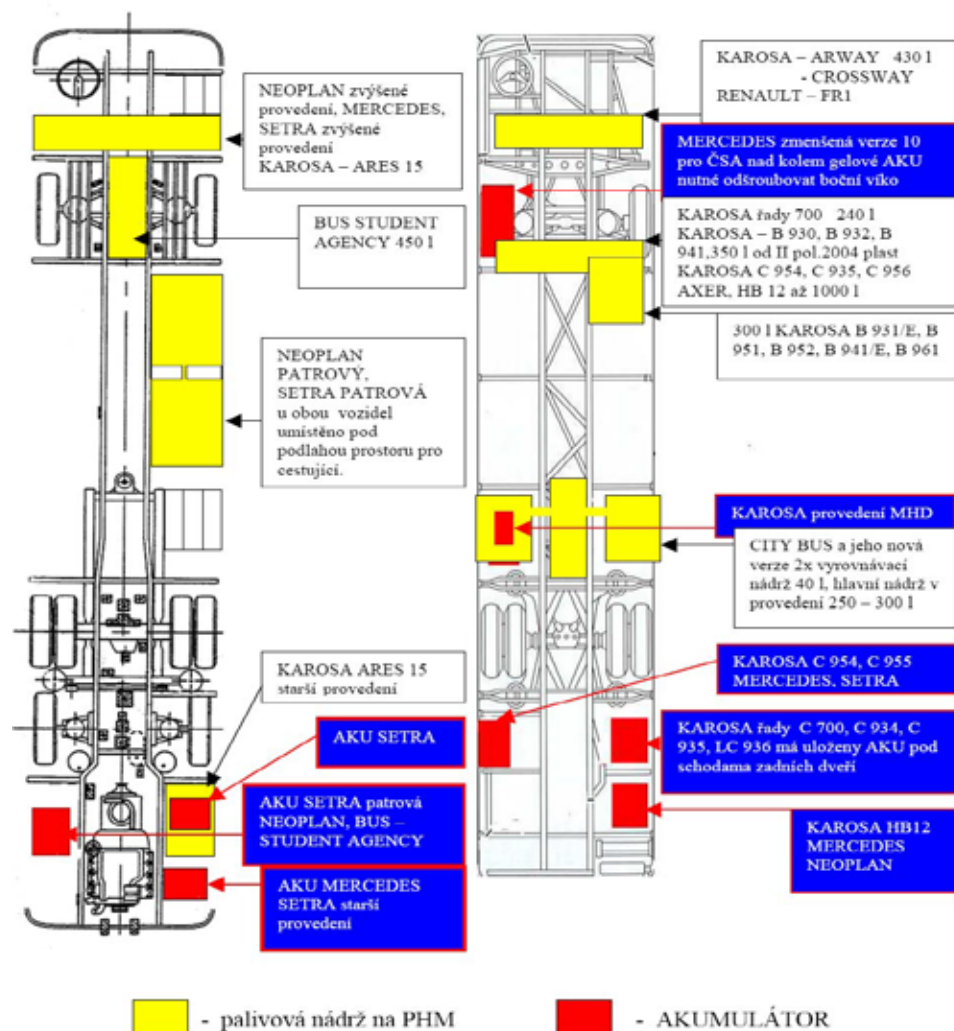 NEOPLAN zvýšené
provedení, MERCEDES,
SETRA zvýšené
provedení
KAROSA – ARES 15
BUS STUDENT
AGENCY 450 l
NEOPLAN
PATROVÝ,
SETRA PATROVÁ
u obou vozidel
umístěno pod
podlahou prostoru pro
cestující.
KAROSA ARES 15
starší provedení
AKU SETRA
AKU SETRA patrová
NEOPLAN, BUS –
STUDENT AGENCY
AKU MERCEDES
SETRA starší
provedení
KAROSA – ARWAY 430 l
- CROSSWAY
RENAULT – FR1
MERCEDES zmenšená verze 10
pro ČSA nad kolem gelové AKU
nutné odšroubovat boční víko
KAROSA řady 700 240 l
KAROSA – B 930, B 932, B
941,350 l od II pol.2004 plast
KAROSA C 954, C 935, C 956
AXER, HB 12 až 1000 l
300 l KAROSA B 931/E, B
951, B 952, B 941/E, B 961
KAROSA provedení MHD
CITY BUS a jeho nová
verze 2x vyrovnávací
nádrž 40 l, hlavní nádrž v
provedení 250 – 300 l
KAROSA C 954, C 955
MERCEDES. SETRA
KAROSA řady C 700, C 934, C
935, LC 936 má uloženy AKU pod
schodama zadních dveří
KAROSA HB12
MERCEDES
NEOPLAN
- palivová nádrž na PHM
- AKUMULÁTOR